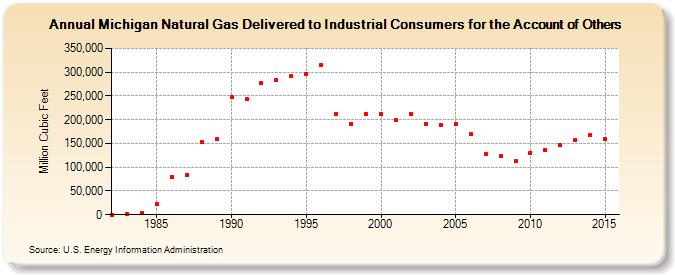 Annual Michigan Natural Gas Delivered to Industrial Consumers for the Account of Others
Million Cubic Feet
350,000
300,000
250,000
200,000
150,000
100,000
50,000
0
1985 1990 1995 2000 2005 2010 2015
Source: U.S. Energy Information Administration